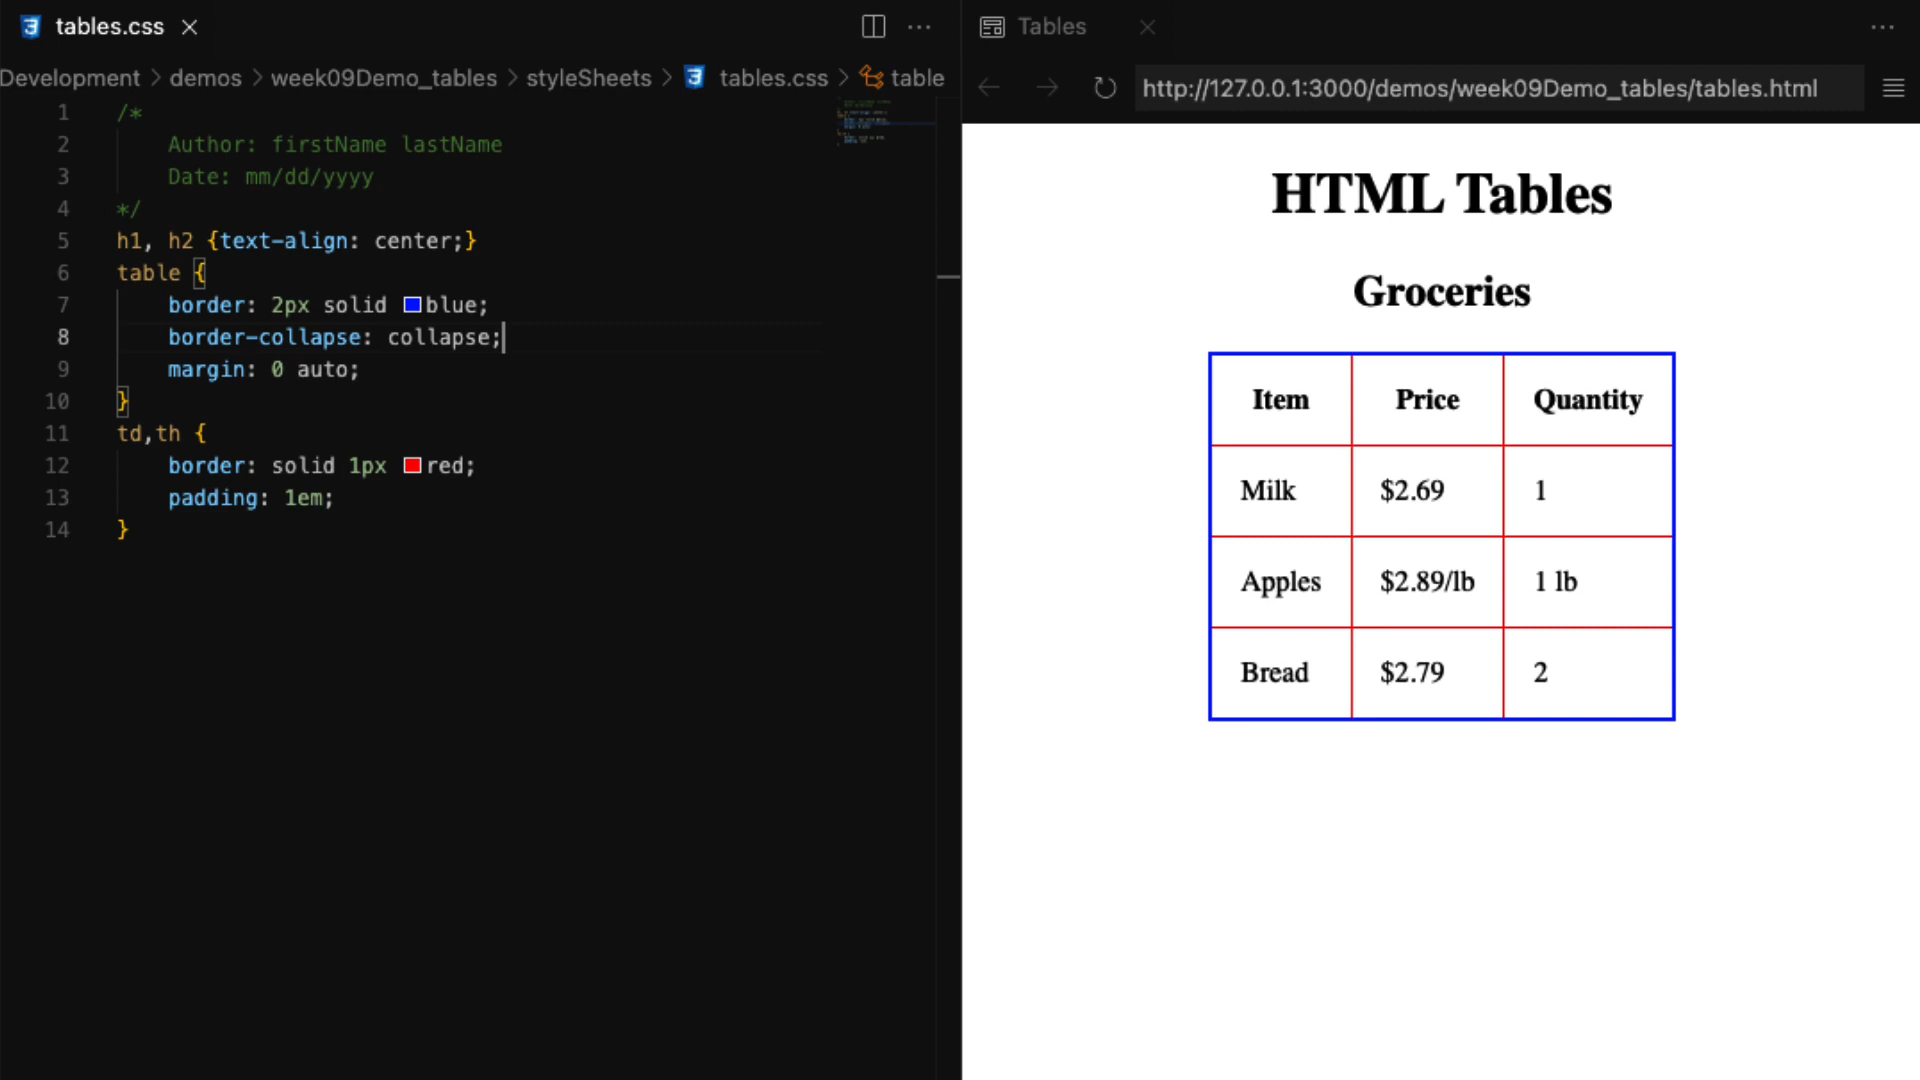 tables.css
Development > demos > week09Demo_tables > styleSheets > tables.css > table
1 /*
2 Author: firstName lastName
3 Date: mm/dd/yyyy
4 */
5 h1, h2 {text-align: center;}
6 table {
7 border: 2px solid blue;
8 border-collapse: collapse;
9 margin: 0 auto;
10 }
11 td,th {
12 border: solid 1px red;
13 padding: 1em;
14 }
Tables
http://127.0.0.1:3000/demos/week09Demo_tables/tables.html
HTML Tables
Groceries
Item Price Quantity
Milk $2.69 1
Apples $2.89/lb 1 lb
Bread $2.79 2